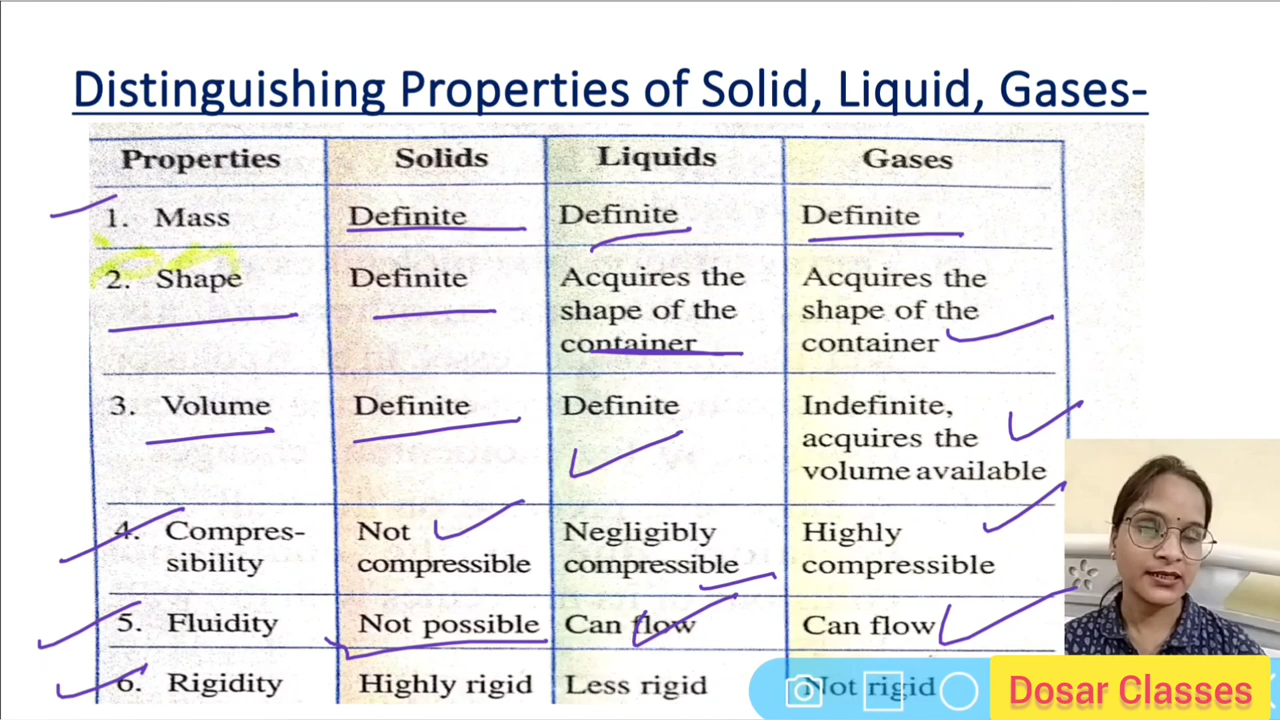 Distinguishing Properties of Solid, Liquid, Gases-
Properties Solids Liquids Gases
1. Mass Definite Definite Definite
2. Shape Definite Acquires the Acquires the
shape of the shape of the
container container
3. Volume Definite Definite Indefinite,
acquires the
volume available
4. Compres- Not Negligibly Highly
sibility compressible compressible compressible
5. Fluidity Not possible Can flow Can flow
6. Rigidity Highly rigid Less rigid Not rigid
Dosar Classes